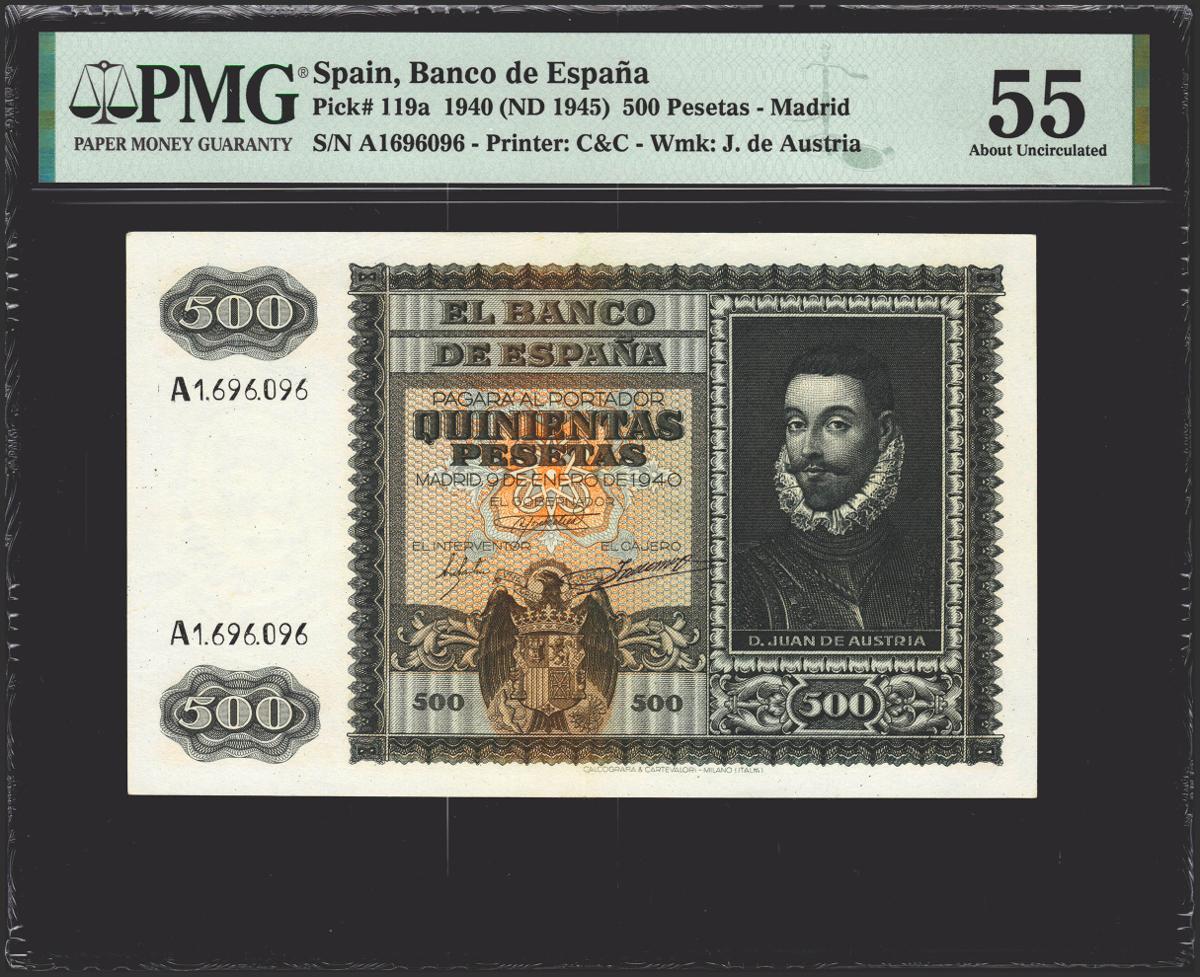 PMG®
PAPER MONEY GUARANTY
Spain, Banco de España
Pick# 119a 1940 (ND 1945) 500 Pesetas - Madrid
S/N A1696096 - Printer: C&C - Wmk: J. de Austria
55
About Uncirculated
500
A1.696.096
EL BANCO
DE ESPAÑA
PAGARA AL PORTADOR
QUINIENTAS
PESETAS
MADRID, 9 DE ENERO DE 1940
EL GOBERNADOR
EL INTERVENTOR EL CAJERO
A1.696.096
D. JUAN DE AUSTRIA
500
500 500
500
CALCOGRAFIA & CARTEVALORI - MILANO (ITALIA)